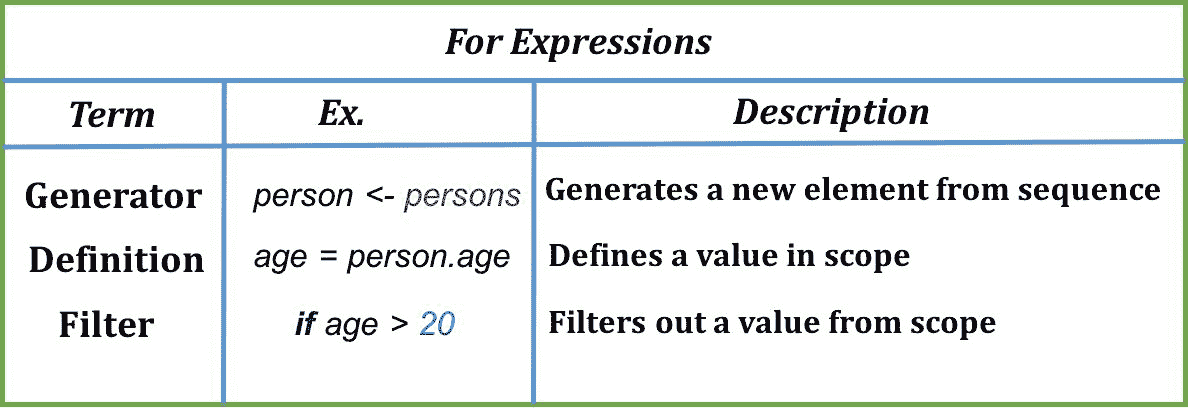 For Expressions
Term Ex. Description
Generator person <- persons Generates a new element from sequence
Definition age = person.age Defines a value in scope
Filter if age > 20 Filters out a value from scope